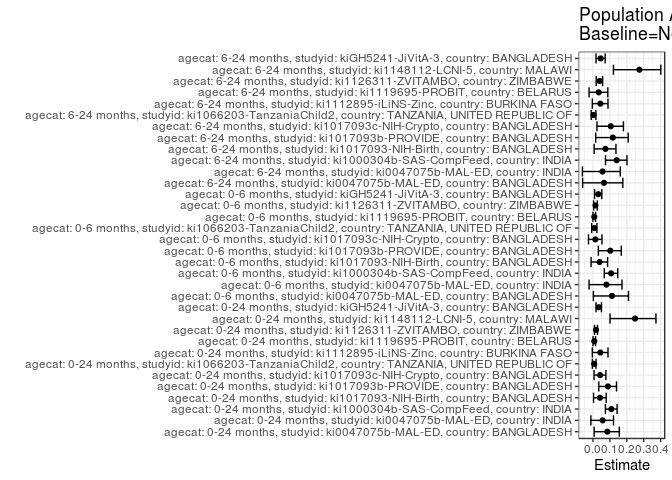 Population A
Baseline=N
agecat: 6-24 months, studyid: kiGH5241-JiVitA-3, country: BANGLADESH
agecat: 6-24 months, studyid: ki1148112-LCNI-5, country: MALAWI
agecat: 6-24 months, studyid: ki1126311-ZVITAMBO, country: ZIMBABWE
agecat: 6-24 months, studyid: ki1119695-PROBIT, country: BELARUS
agecat: 6-24 months, studyid: ki1112895-iLiNS-Zinc, country: BURKINA FASO
agecat: 6-24 months, studyid: ki1066203-TanzaniaChild2, country: TANZANIA, UNITED REPUBLIC OF
agecat: 6-24 months, studyid: ki1017093c-NIH-Crypto, country: BANGLADESH
agecat: 6-24 months, studyid: ki1017093b-PROVIDE, country: BANGLADESH
agecat: 6-24 months, studyid: ki1017093-NIH-Birth, country: BANGLADESH
agecat: 6-24 months, studyid: ki1000304b-SAS-CompFeed, country: INDIA
agecat: 6-24 months, studyid: ki0047075b-MAL-ED, country: INDIA
agecat: 6-24 months, studyid: ki0047075b-MAL-ED, country: BANGLADESH
agecat: 0-6 months, studyid: kiGH5241-JiVitA-3, country: BANGLADESH
agecat: 0-6 months, studyid: ki1126311-ZVITAMBO, country: ZIMBABWE
agecat: 0-6 months, studyid: ki1119695-PROBIT, country: BELARUS
agecat: 0-6 months, studyid: ki1066203-TanzaniaChild2, country: TANZANIA, UNITED REPUBLIC OF
agecat: 0-6 months, studyid: ki1017093c-NIH-Crypto, country: BANGLADESH
agecat: 0-6 months, studyid: ki1017093b-PROVIDE, country: BANGLADESH
agecat: 0-6 months, studyid: ki1017093-NIH-Birth, country: BANGLADESH
agecat: 0-6 months, studyid: ki1000304b-SAS-CompFeed, country: INDIA
agecat: 0-6 months, studyid: ki0047075b-MAL-ED, country: INDIA
agecat: 0-6 months, studyid: ki0047075b-MAL-ED, country: BANGLADESH
agecat: 0-24 months, studyid: kiGH5241-JiVitA-3, country: BANGLADESH
agecat: 0-24 months, studyid: ki1148112-LCNI-5, country: MALAWI
agecat: 0-24 months, studyid: ki1126311-ZVITAMBO, country: ZIMBABWE
agecat: 0-24 months, studyid: ki1119695-PROBIT, country: BELARUS
agecat: 0-24 months, studyid: ki1112895-iLiNS-Zinc, country: BURKINA FASO
agecat: 0-24 months, studyid: ki1066203-TanzaniaChild2, country: TANZANIA, UNITED REPUBLIC OF
agecat: 0-24 months, studyid: ki1017093c-NIH-Crypto, country: BANGLADESH
agecat: 0-24 months, studyid: ki1017093b-PROVIDE, country: BANGLADESH
agecat: 0-24 months, studyid: ki1017093-NIH-Birth, country: BANGLADESH
agecat: 0-24 months, studyid: ki1000304b-SAS-CompFeed, country: INDIA
agecat: 0-24 months, studyid: ki0047075b-MAL-ED, country: INDIA
agecat: 0-24 months, studyid: ki0047075b-MAL-ED, country: BANGLADESH
0.00.10.20.30.4
Estimate